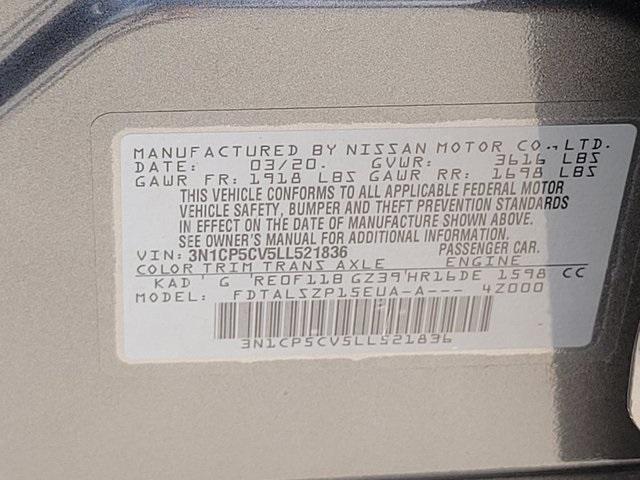 MANUFACTURED BY NISSAN MOTOR CO.,LTD.
DATE: 03/20. GVWR: 3616 LBS
GAWR FR: 1918 LBS GAWR RR: 1698 LBS
THIS VEHICLE CONFORMS TO ALL APPLICABLE FEDERAL MOTOR
VEHICLE SAFETY, BUMPER AND THEFT PREVENTION STANDARDS
IN EFFECT ON THE DATE OF MANUFACTURE SHOWN ABOVE.
SEE OWNER'S MANUAL FOR ADDITIONAL INFORMATION.
VIN: 3N1CP5CV5LL521836 PASSENGER CAR.
COLOR TRIM TRANS AXLE ENGINE
KAD G RE0F11B GZ39 HR16DE 1598 CC
MODEL: FDTALSZP15EUA-A--- 4Z000
3N1CP5CV5LL521836